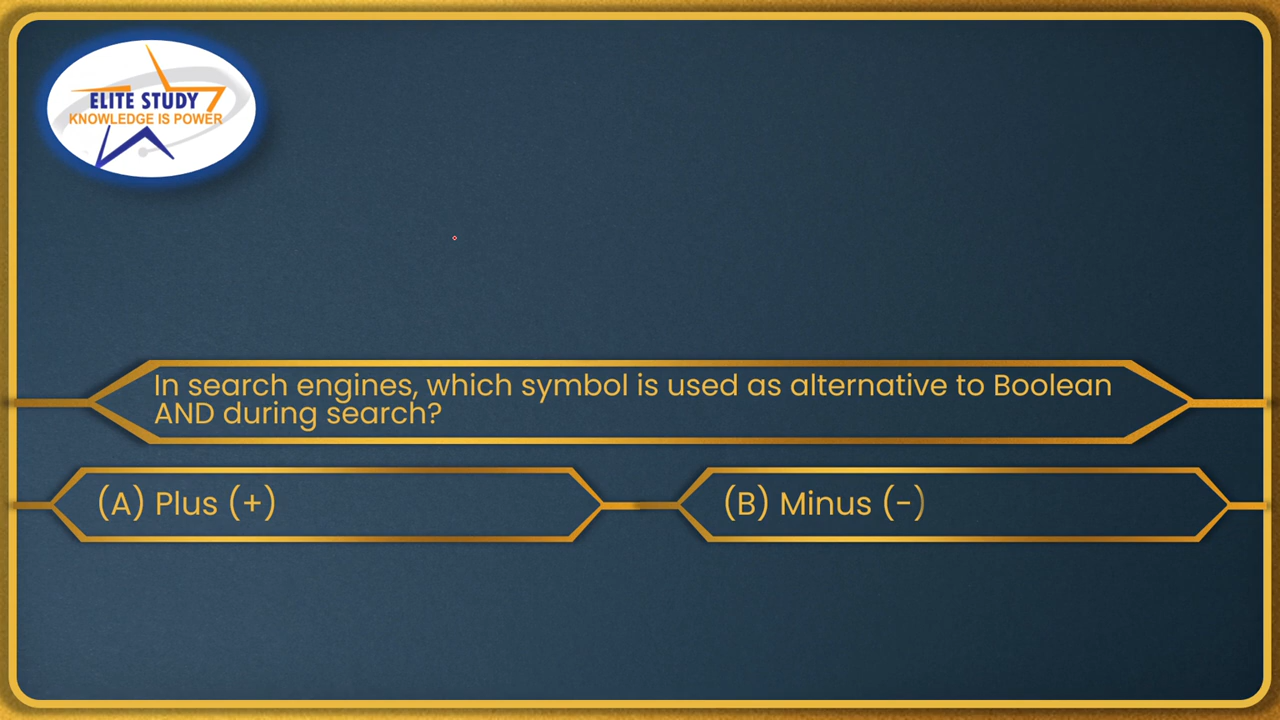 ELITE STUDY
KNOWLEDGE IS POWER
In search engines, which symbol is used as alternative to Boolean
AND during search?
(A) Plus (+)
(B) Minus (-)